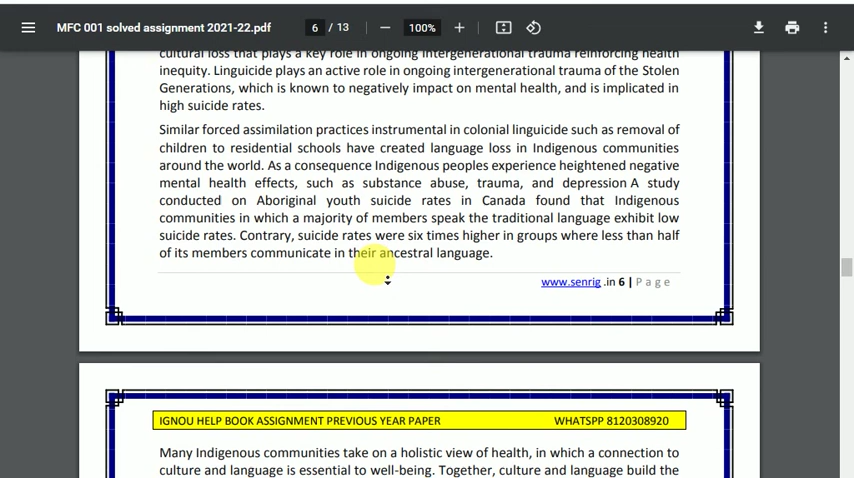 MFC 001 solved assignment 2021-22.pdf 6 / 13 100%
cultural loss that plays a key role in ongoing intergenerational trauma reinforcing health
inequity. Linguicide plays an active role in ongoing intergenerational trauma of the Stolen
Generations, which is known to negatively impact on mental health, and is implicated in
high suicide rates.
Similar forced assimilation practices instrumental in colonial linguicide such as removal of
children to residential schools have created language loss in Indigenous communities
around the world. As a consequence Indigenous peoples experience heightened negative
mental health effects, such as substance abuse, trauma, and depression A study
conducted on Aboriginal youth suicide rates in Canada found that Indigenous
communities in which a majority of members speak the traditional language exhibit low
suicide rates. Contrary, suicide rates were six times higher in groups where less than half
of its members communicate in their ancestral language.
www.senrig .in 6 | P a g e
IGNOU HELP BOOK ASSIGNMENT PREVIOUS YEAR PAPER WHATSPP 8120308920
Many Indigenous communities take on a holistic view of health, in which a connection to
culture and language is essential to well-being. Together, culture and language build the